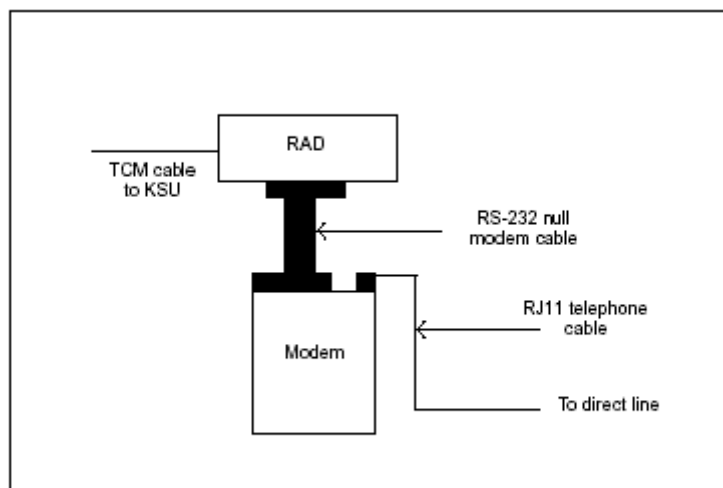 RAD
TCM cable
to KSU
RS-232 null
modem cable
RJ11 telephone
cable
Modem
To direct line